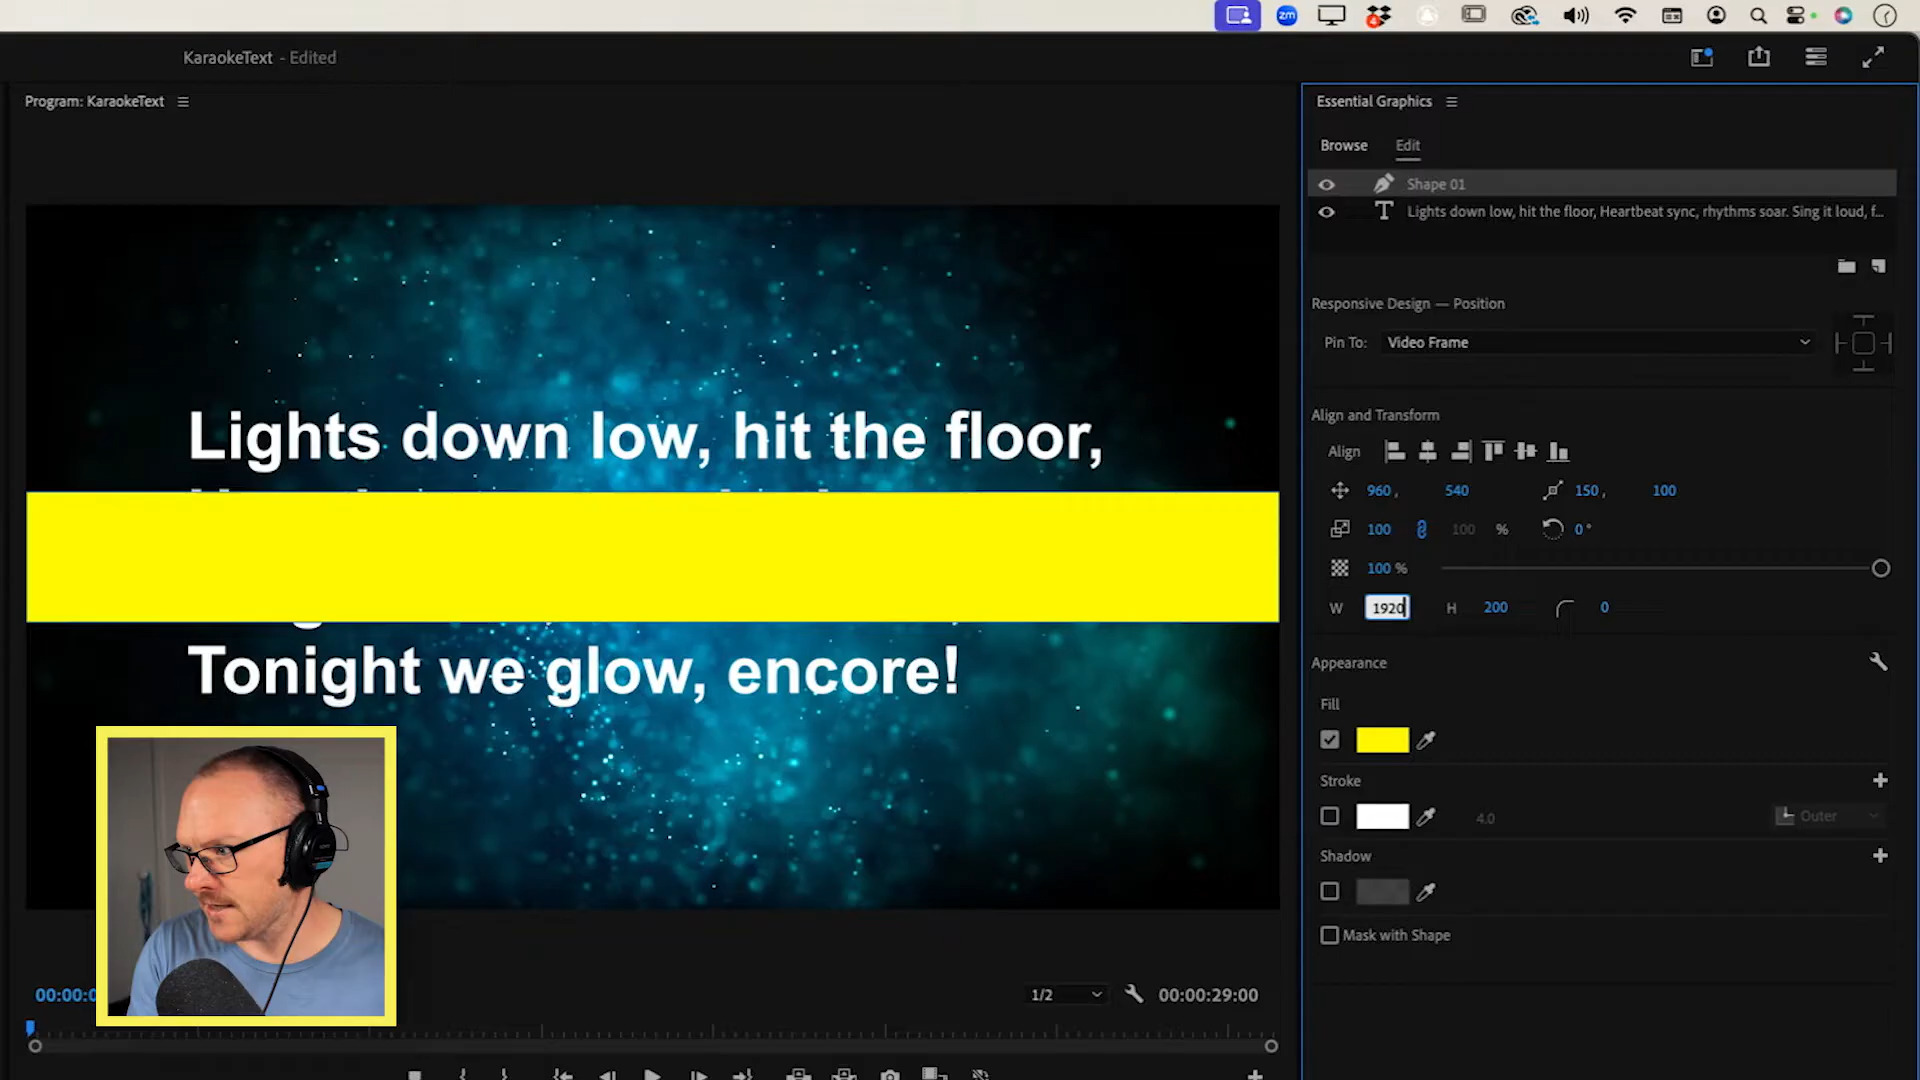 zm
4
KaraokeText - Edited
Program: KaraokeText
Essential Graphics
Browse Edit
Shape 01
T Lights down low, hit the floor, Heartbeat sync, rhythms soar. Sing it loud, f...
Responsive Design — Position
Pin To: Video Frame
Align and Transform
Align
960, 540 150, 100
100 100 % 0°
100 %
W 1920 H 200 0
Appearance
Fill
Stroke
4.0 Outer
Shadow
Mask with Shape
Lights down low, hit the floor,
Tonight we glow, encore!
00:00:0
1/2
00:00:29:00